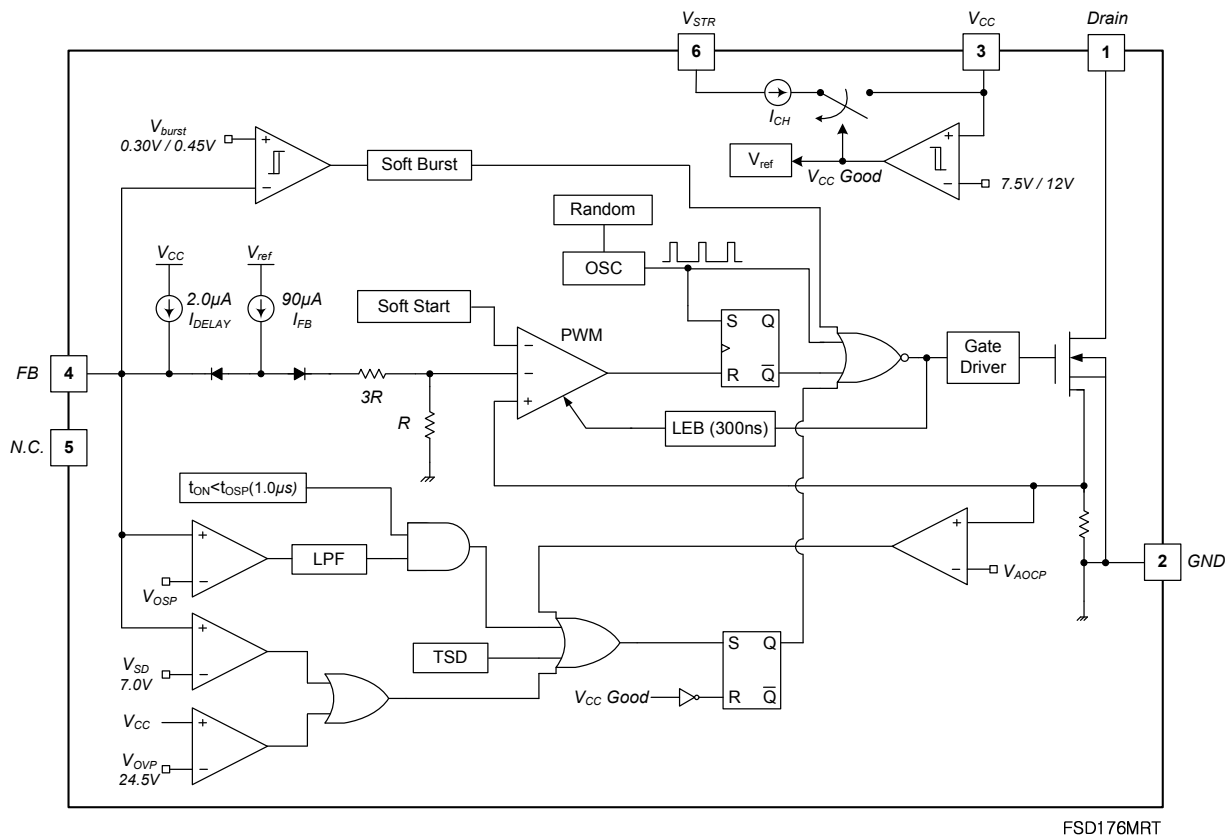 VSTR
VCC
Drain
6
3
1
ICH
Vburst
0.30V / 0.45V
+
−
Soft Burst
Vref
VCC Good
+
−
7.5V / 12V
Random
OSC
VCC
Vref
2.0µA
IDELAY
90µA
IFB
Soft Start
PWM
−
−
+
S
Q
R
Q̅
Gate
Driver
FB
4
3R
R
LEB (300ns)
N.C.
5
tON<tOSP(1.0µs)
+
−
VOSP
LPF
+
−
VAOCP
2
GND
+
−
VSD
7.0V
TSD
S
Q
R
Q̅
VCC Good
VCC
+
−
VOVP
24.5V
FSD176MRT